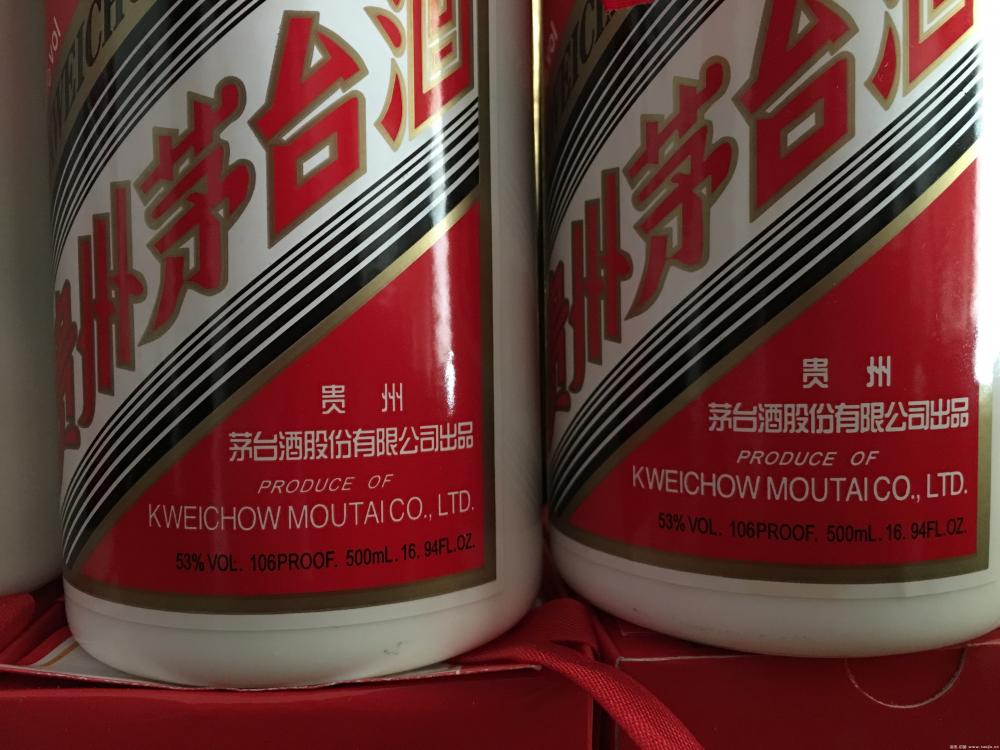 贵州茅台酒
贵 州
茅台酒股份有限公司出品
PRODUCE OF
KWEICHOW MOUTAI CO., LTD.
53% VOL. 106PROOF. 500mL. 16. 94FL.OZ.
贵州茅台酒
贵 州
茅台酒股份有限公司出品
PRODUCE OF
KWEICHOW MOUTAI CO., LTD.
53% VOL. 106PROOF. 500mL. 16. 94FL.OZ.